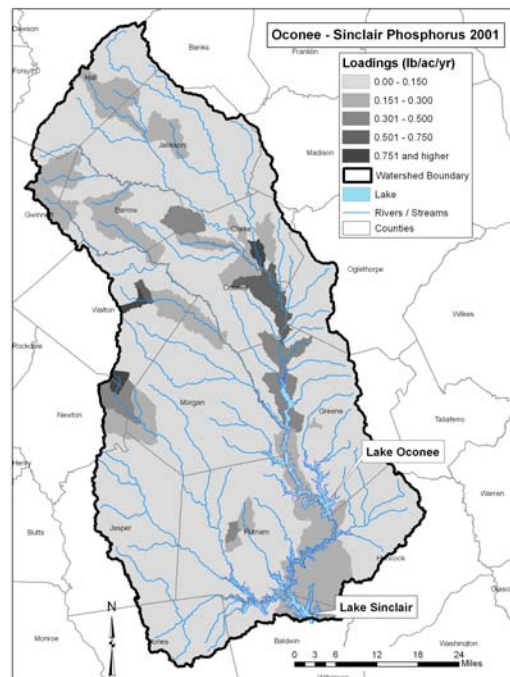 Oconee - Sinclair Phosphorus 2001
Loadings (lb/ac/yr)
0.00 - 0.150
0.151 - 0.300
0.301 - 0.500
0.501 - 0.750
0.751 and higher
Watershed Boundary
Lake
Rivers / Streams
Counties
Dawson
Banks
Franklin
Forsyth
Hall
Jackson
Madison
Gwinnett
Barrow
Clarke
Oglethorpe
Walton
Wilkes
Rockdale
Newton
Morgan
Greene
Taliaferro
Henry
Lake Oconee
Warren
Butts
Jasper
Putnam
Hancock
Lake Sinclair
N
Monroe
Jones
Baldwin
Washington
0 3 6 12 18 24
Miles